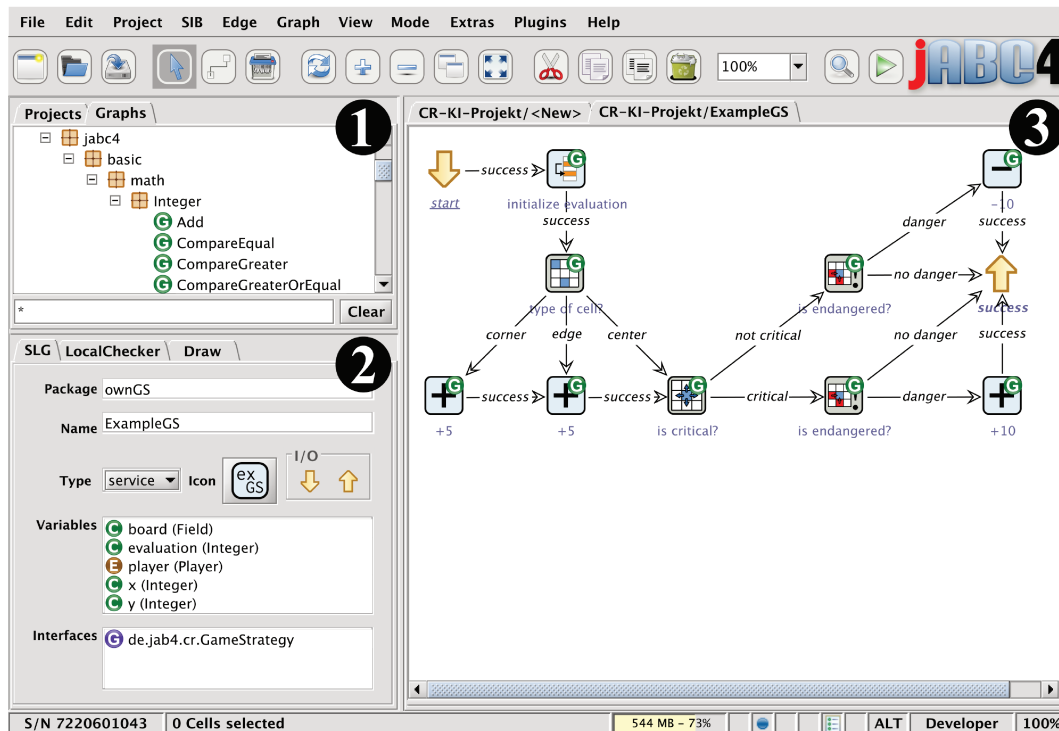 File Edit Project SIB Edge Graph View Mode Extras Plugins Help
100%
jABC4
Projects Graphs
1
jabc4
basic
math
Integer
G Add
G CompareEqual
G CompareGreater
G CompareGreaterOrEqual
*
Clear
SLG LocalChecker Draw
2
Package ownGS
Name ExampleGS
Type service Icon ex GS I/O
Variables
C board (Field)
C evaluation (Integer)
E player (Player)
C x (Integer)
C y (Integer)
Interfaces
G de.jab4.cr.GameStrategy
CR-KI-Projekt/<New> CR-KI-Projekt/ExampleGS
3
success G G
start initialize evaluation -10
success danger success
G G
no danger
type of cell? is endangered? success
corner edge center not critical no danger success
G G G G G
success success critical danger
+5 +5 is critical? is endangered? +10
S/N 7220601043 0 Cells selected 544 MB – 73% ALT Developer 100%